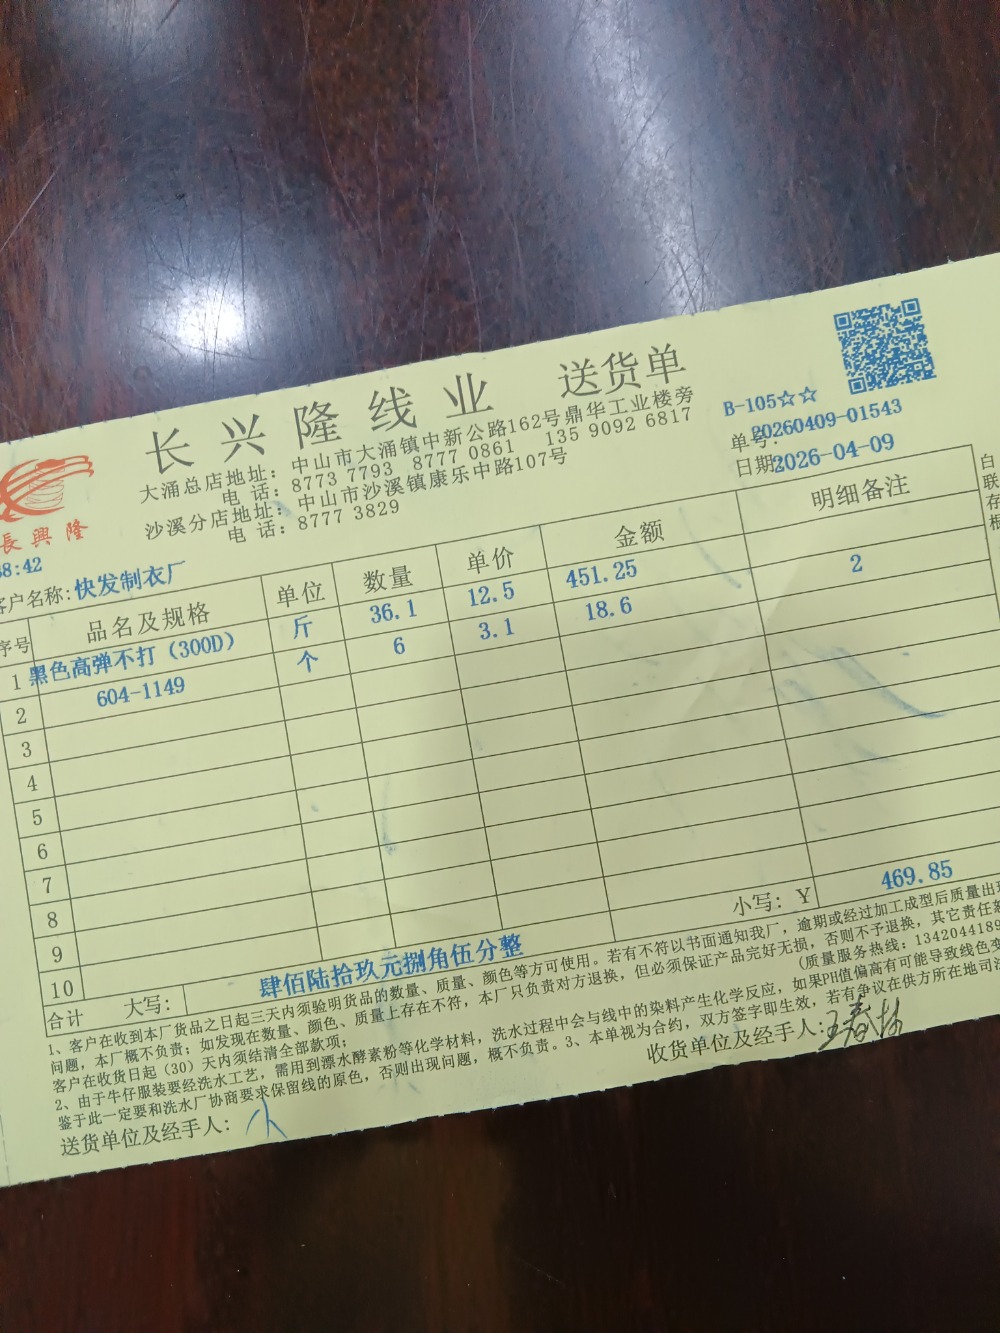 长兴隆线业 送货单
大涌总店地址: 中山市大涌镇中新公路162号鼎华工业楼旁
电 话: 8773 7793 8777 0861 135 9092 6817
沙溪分店地址: 中山市沙溪镇康乐中路107号
电 话: 8777 3829
長興隆
B-105☆☆
单号: 20260409-01543
日期 2026-04-09
8:42
客户名称: 快发制衣厂
序号 品名及规格 单位 数量 单价 金额 明细备注
1 黑色高弹不打 (300D) 斤 36.1 12.5 451.25 2
2 604-1149 个 6 3.1 18.6
3
4
5
6
7
8
9
10
小写: Y 469.85
合计 大写: 肆佰陆拾玖元捌角伍分整
白联存根
1、客户在收到本厂货品之日起三天内须验明货品的数量、质量、颜色等方可使用。若有不符以书面通知我厂，逾期或经过加工成型后质量出现
问题，本厂概不负责；如发现在数量、颜色、质量上存在不符，本厂只负责对方退换，但必须保证产品完好无损，否则不予退换，其它责任
客户在收货日起（30）天内须结清全部款项； (质量服务热线: 1342044189
2、由于牛仔服装要经洗水工艺，需用到漂水酵素粉等化学材料，洗水过程中会与线中的染料产生化学反应，如果PH值偏高有可能导致线色变
鉴于此一定要和洗水厂协商要求保留线的原色，否则出现问题，概不负责。3、本单视为合约，双方签字即生效，若有争议在供方所在地司法
送货单位及经手人: 收货单位及经手人: 王春林